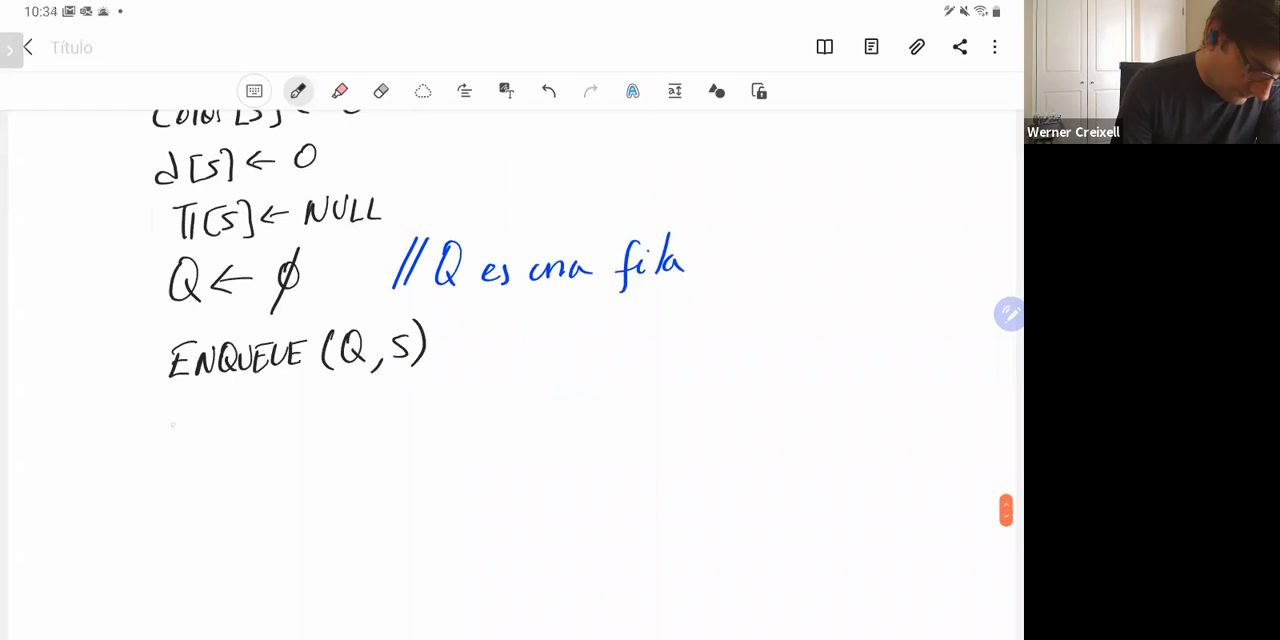 10:34
Título
Werner Creixell
d[s] ← 0
π[s] ← NULL
Q ← ∅ // Q es una fila
ENQUEUE (Q, S)